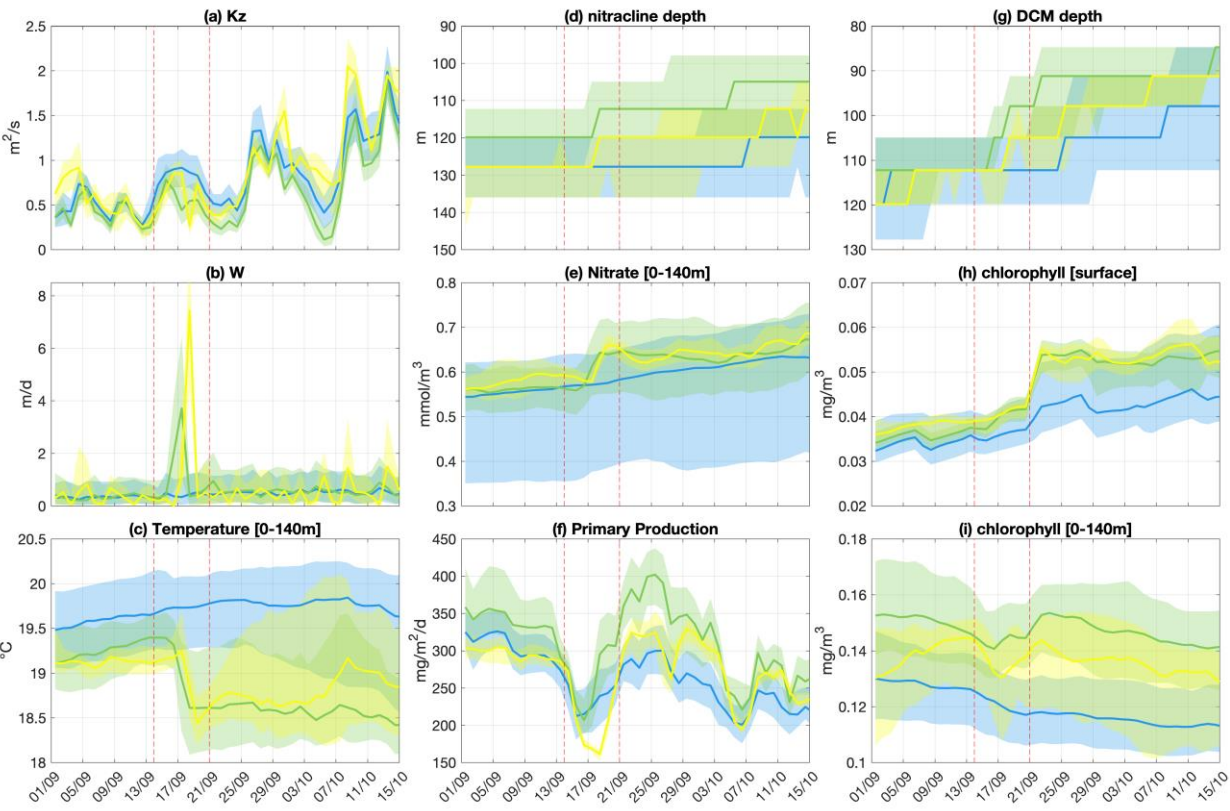 (a) Kz
2.5
2
1.5
1
0.5
0
m²/s
(d) nitracline depth
90
100
110
120
130
140
150
m
(g) DCM depth
80
90
100
110
120
130
m
(b) W
8
6
4
2
0
m/d
(e) Nitrate [0-140m]
0.8
0.7
0.6
0.5
0.4
0.3
mmol/m³
(h) chlorophyll [surface]
0.07
0.06
0.05
0.04
0.03
0.02
mg/m³
(c) Temperature [0-140m]
20.5
20
19.5
19
18.5
18
°C
01/09 05/09 09/09 13/09 17/09 21/09 25/09 29/09 03/10 07/10 11/10 15/10
(f) Primary Production
450
400
350
300
250
200
150
mg/m²/d
01/09 05/09 09/09 13/09 17/09 21/09 25/09 29/09 03/10 07/10 11/10 15/10
(i) chlorophyll [0-140m]
0.18
0.16
0.14
0.12
0.1
mg/m³
01/09 05/09 09/09 13/09 17/09 21/09 25/09 29/09 03/10 07/10 11/10 15/10